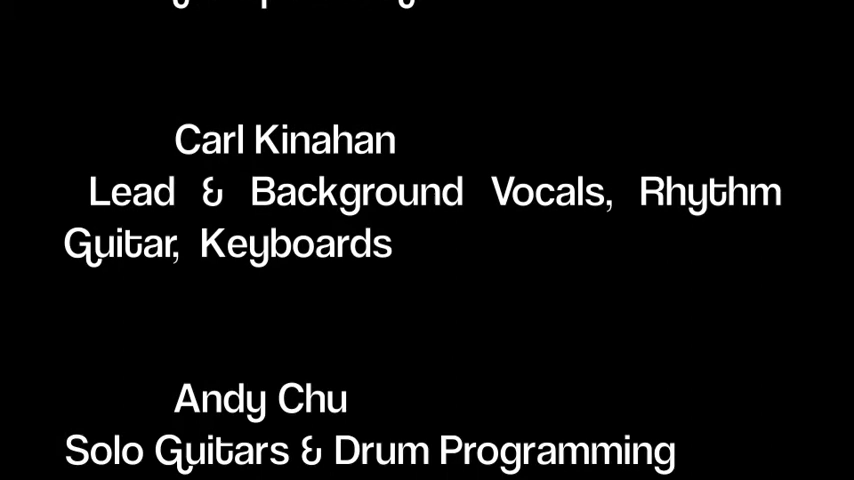 Carl Kinahan
Lead & Background Vocals, Rhythm
Guitar, Keyboards
Andy Chu
Solo Guitars & Drum Programming